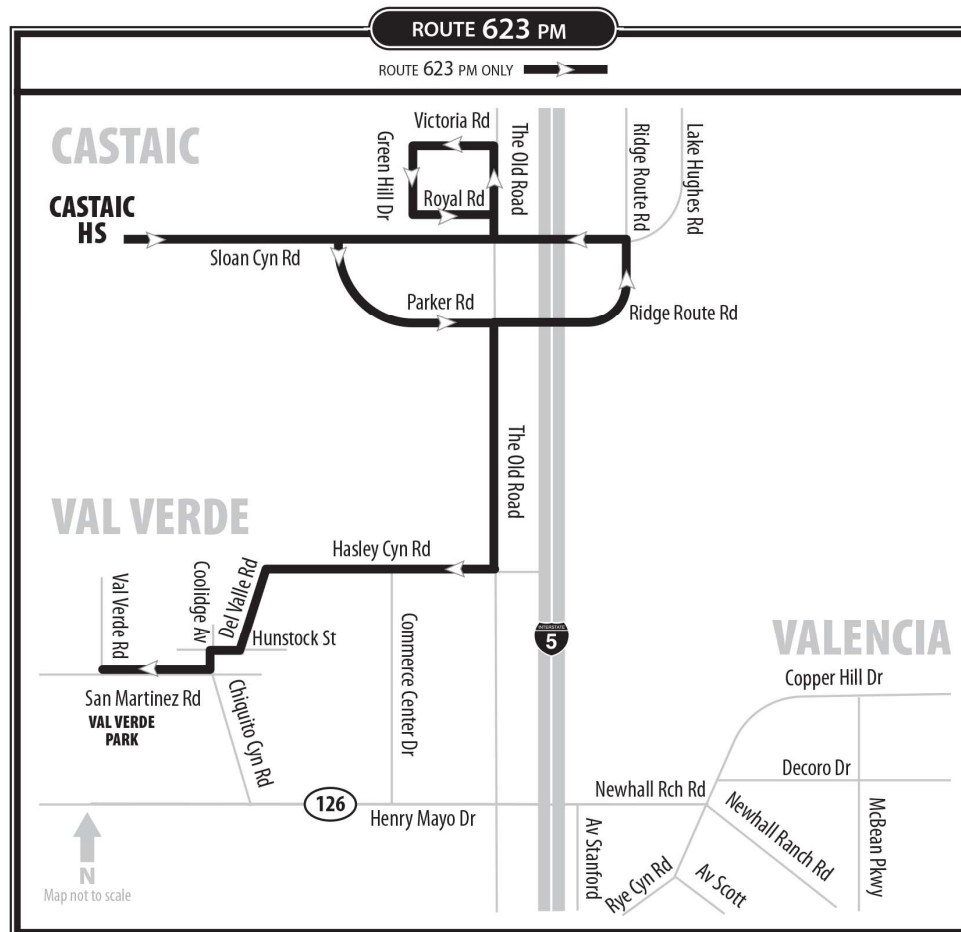 ROUTE 623 PM
ROUTE 623 PM ONLY
CASTAIC
Victoria Rd
Green Hill Dr
Royal Rd
The Old Road
Ridge Route Rd
Lake Hughes Rd
CASTAIC
HS
Sloan Cyn Rd
Parker Rd
Ridge Route Rd
The Old Road
VAL VERDE
Hasley Cyn Rd
Val Verde Rd
Coolidge Av
Del Valle Rd
Hunstock St
Commerce Center Dr
INTERSTATE
5
VALENCIA
Copper Hill Dr
San Martinez Rd
VAL VERDE
PARK
Chiquito Cyn Rd
Decoro Dr
Newhall Rch Rd
126
Henry Mayo Dr
Av Stanford
Newhall Ranch Rd
McBean Pkwy
Rye Cyn Rd
Av Scott
N
Map not to scale